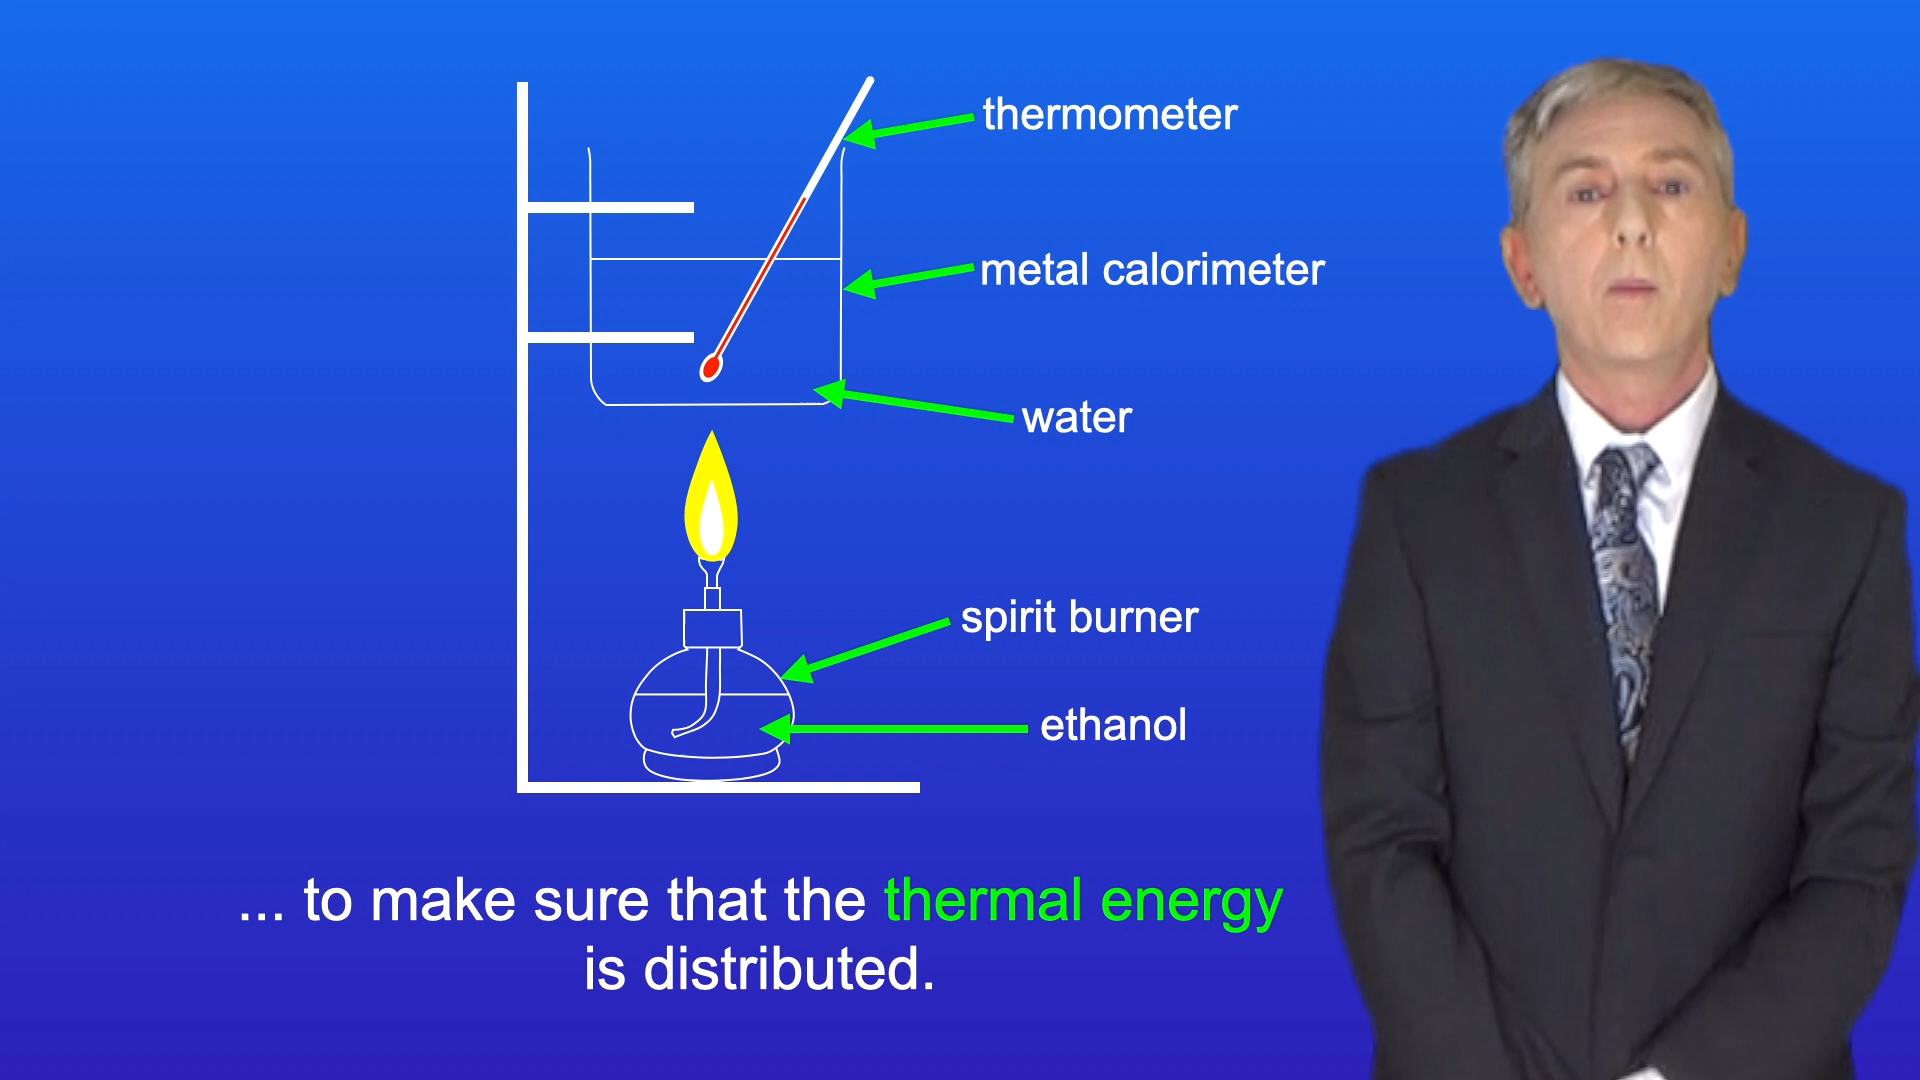 thermometer
metal calorimeter
water
spirit burner
ethanol
... to make sure that the thermal energy
is distributed.